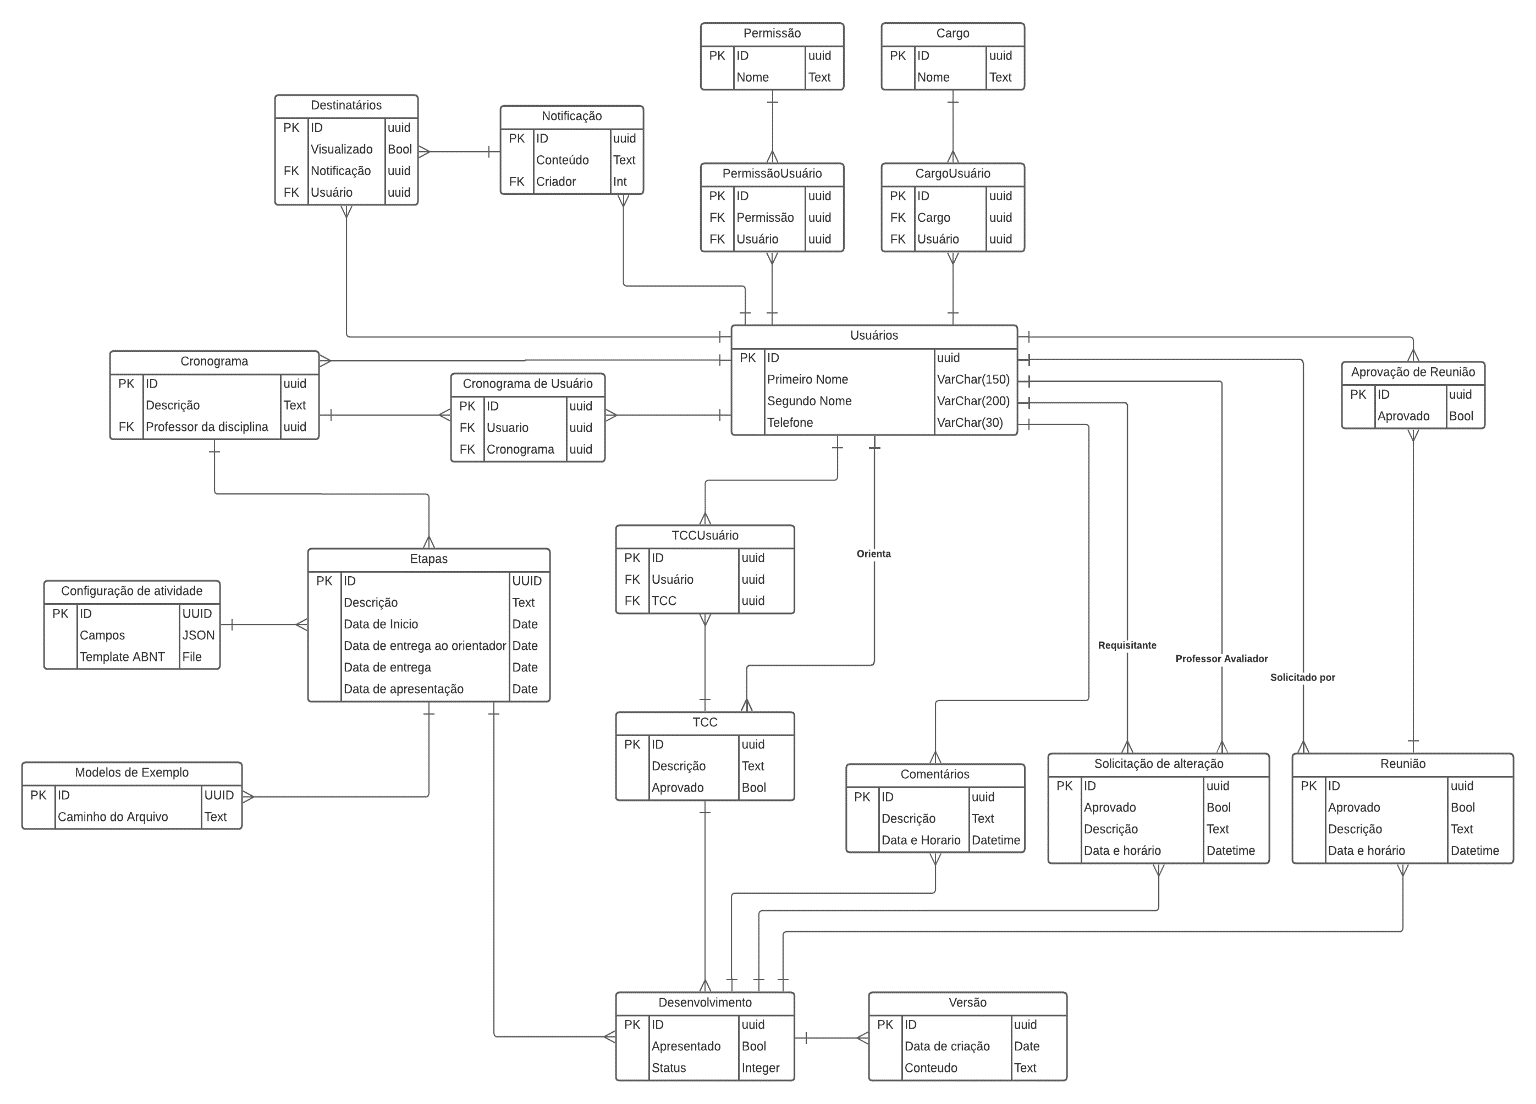 Permissão
PK ID uuid
Nome Text
Cargo
PK ID uuid
Nome Text
Destinatários
PK ID uuid
Visualizado Bool
FK Notificação uuid
FK Usuário uuid
Notificação
PK ID uuid
Conteúdo Text
FK Criador Int
PermissãoUsuário
PK ID uuid
FK Permissão uuid
FK Usuário uuid
CargoUsuário
PK ID uuid
FK Cargo uuid
FK Usuário uuid
Usuários
PK ID uuid
Primeiro Nome VarChar(150)
Segundo Nome VarChar(200)
Telefone VarChar(30)
Cronograma
PK ID uuid
Descrição Text
FK Professor da disciplina uuid
Cronograma de Usuário
PK ID uuid
FK Usuario uuid
FK Cronograma uuid
Aprovação de Reunião
PK ID uuid
Aprovado Bool
TCCUsuário
PK ID uuid
FK Usuário uuid
FK TCC uuid
Orienta
Etapas
PK ID UUID
Descrição Text
Data de Inicio Date
Data de entrega ao orientador Date
Data de entrega Date
Data de apresentação Date
Configuração de atividade
PK ID UUID
Campos JSON
Template ABNT File
Requisitante
Professor Avaliador
Solicitado por
TCC
PK ID uuid
Descrição Text
Aprovado Bool
Modelos de Exemplo
PK ID UUID
Caminho do Arquivo Text
Comentários
PK ID uuid
Descrição Text
Data e Horario Datetime
Solicitação de alteração
PK ID uuid
Aprovado Bool
Descrição Text
Data e horário Datetime
Reunião
PK ID uuid
Aprovado Bool
Descrição Text
Data e horário Datetime
Desenvolvimento
PK ID uuid
Apresentado Bool
Status Integer
Versão
PK ID uuid
Data de criação Date
Conteudo Text